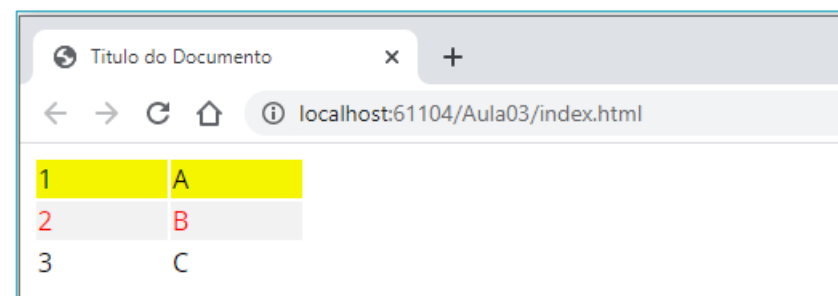 Titulo do Documento
localhost:61104/Aula03/index.html
1 A
2 B
3 C